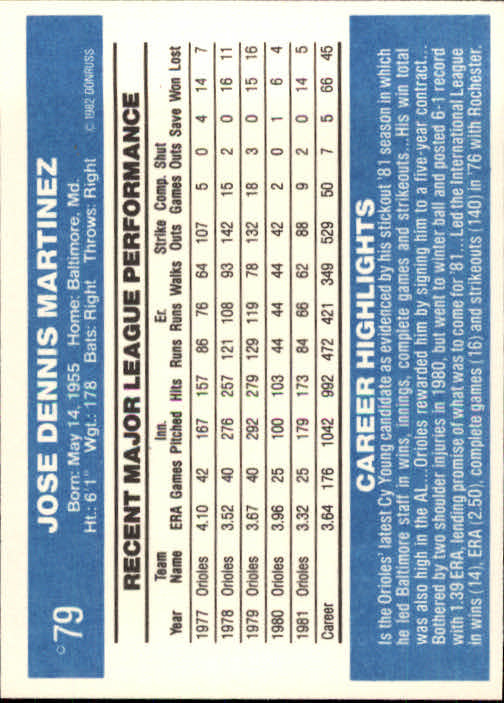 C 79
JOSE DENNIS MARTINEZ
Born: May 14, 1955 Home: Baltimore, Md.
Ht.: 6'1" Wgt.: 178 Bats: Right Throws: Right
© 1982 DONRUSS
RECENT MAJOR LEAGUE PERFORMANCE
Team Inn. Er. Strike Comp. Shut
Year Name ERA Games Pitched Hits Runs Runs Walks Outs Games Outs Save Won Lost
1977 Orioles 4.10 42 167 157 86 76 64 107 5 0 4 14 7
1978 Orioles 3.52 40 276 257 121 108 93 142 15 2 0 16 11
1979 Orioles 3.67 40 292 279 129 119 78 132 18 3 0 15 16
1980 Orioles 3.96 25 100 103 44 44 44 42 2 0 1 6 4
1981 Orioles 3.32 25 179 173 84 66 62 88 9 2 0 14 5
Career 3.64 176 1042 992 472 421 349 529 50 7 5 66 45
CAREER HIGHLIGHTS
Is the Orioles' latest Cy Young candidate as evidenced by his stickout '81 season in which
he led Baltimore staff in wins, innings, complete games and strikeouts...His win total
was also high in the AL...Orioles rewarded him by signing him to a five-year contract...
Bothered by two shoulder injuries in 1980, but went to winter ball and posted 6-1 record
with 1.39 ERA, lending promise of what was to come for '81...Led the International League
in wins (14), ERA (2.50), complete games (16) and strikeouts (140) in '76 with Rochester.